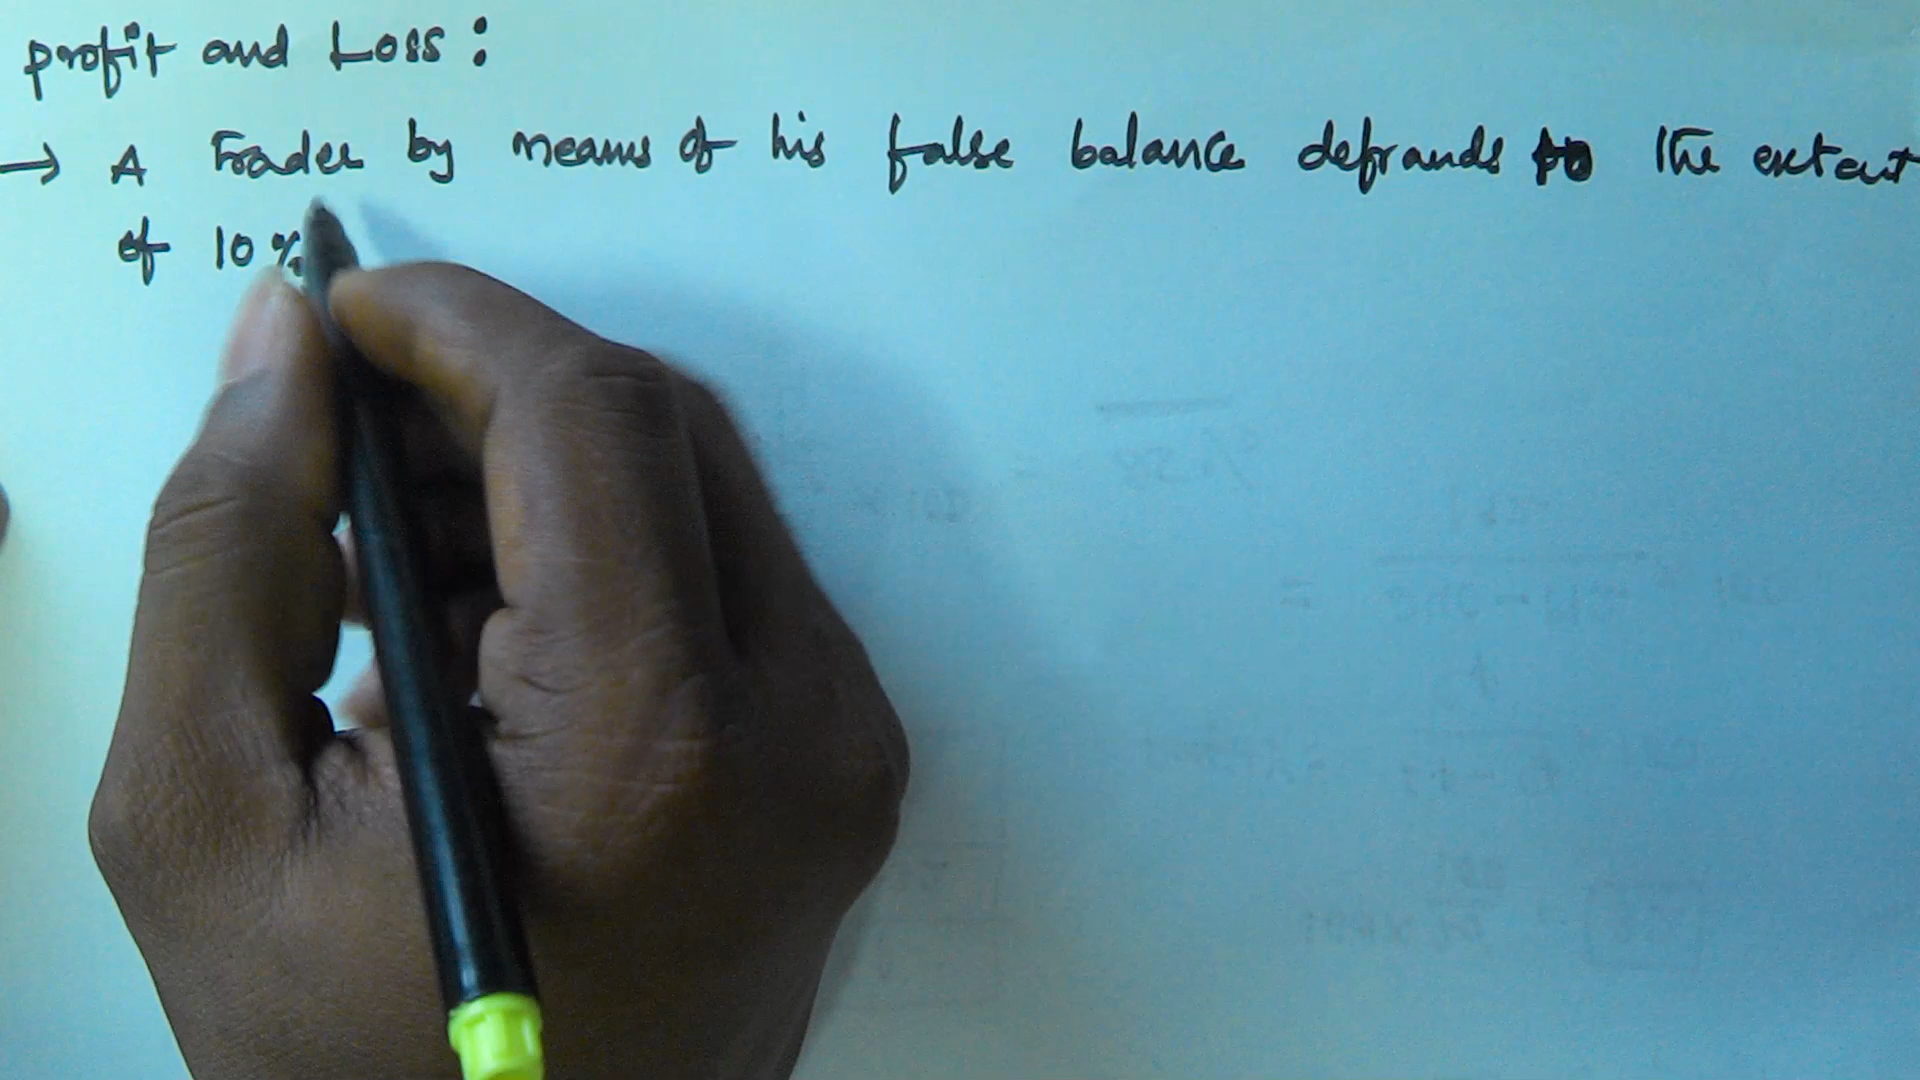 Profit and Loss :
→ A Trader by means of his false balance defrauds to the extent
of 10%